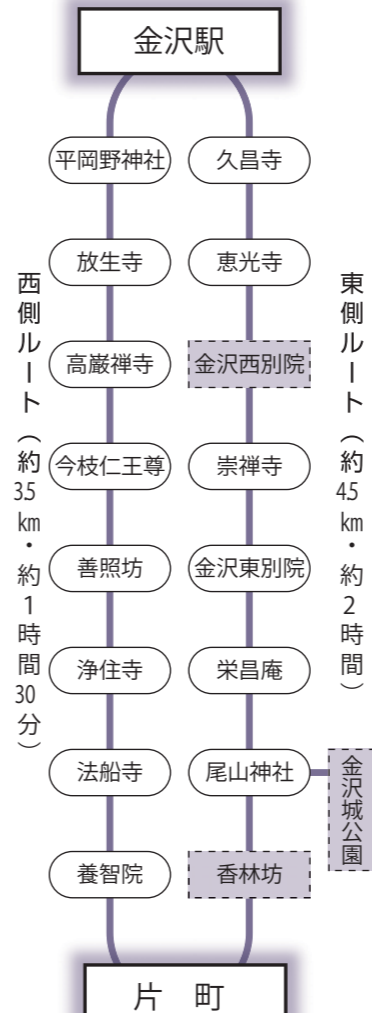 金沢駅
平岡野神社
放生寺
高巌禅寺
今枝仁王尊
善照坊
浄住寺
法船寺
養智院
西側ルート（約3.5km・約1時間30分）
久昌寺
恵光寺
金沢西別院
崇禅寺
金沢東別院
栄昌庵
尾山神社
香林坊
金沢城公園
東側ルート（約4.5km・約2時間）
片 町